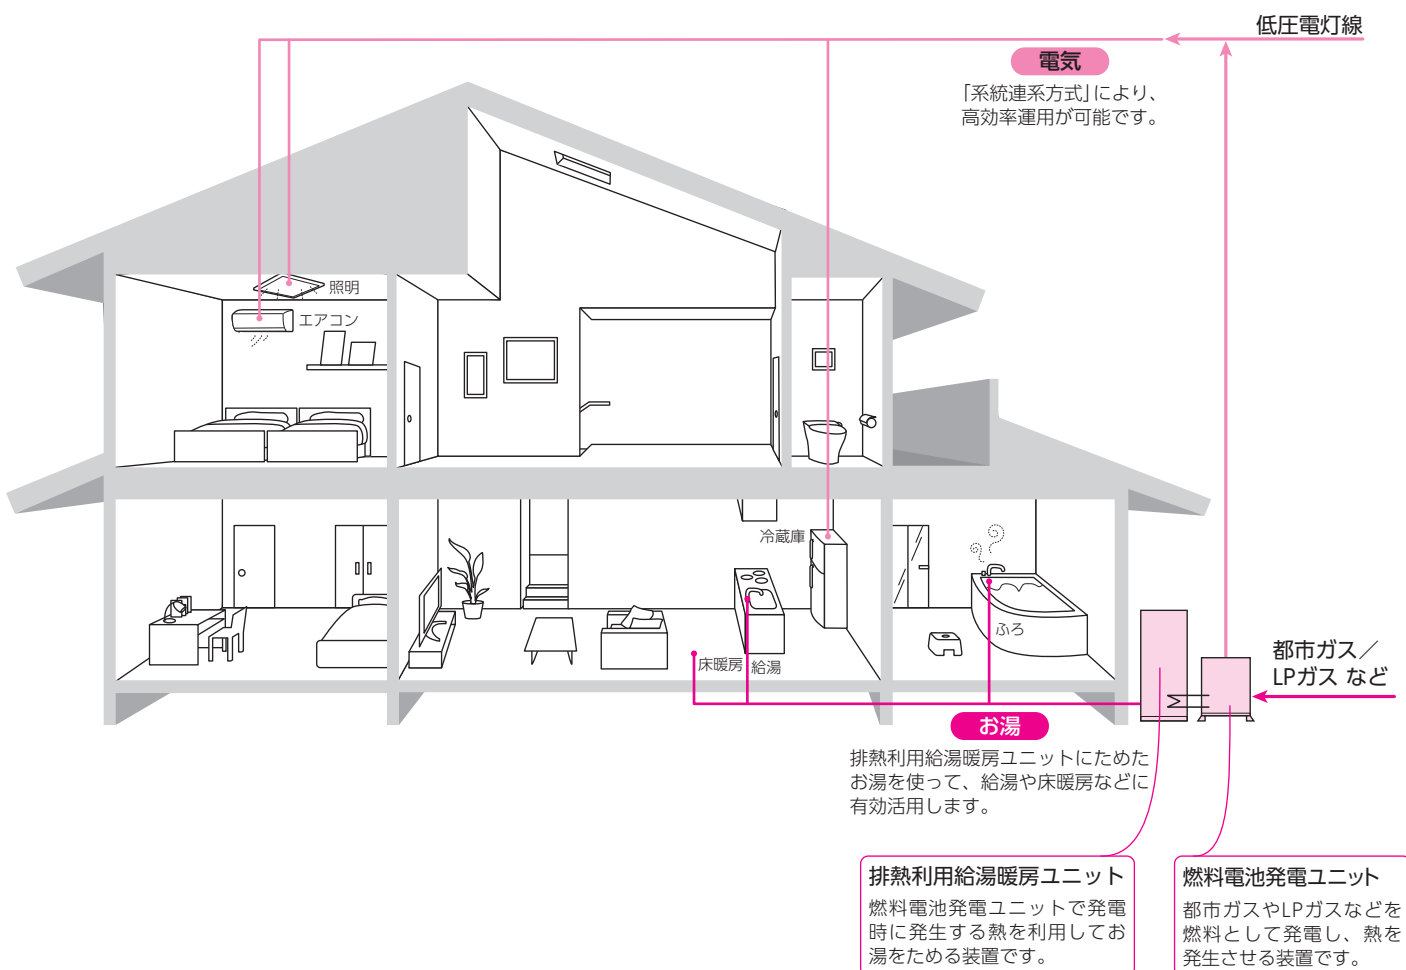 低圧電灯線
電気
「系統連系方式」により、
高効率運用が可能です。
照明
エアコン
冷蔵庫
ふろ
床暖房
給湯
都市ガス／
LPガス など
お湯
排熱利用給湯暖房ユニットにためた
お湯を使って、給湯や床暖房などに
有効活用します。
排熱利用給湯暖房ユニット
燃料電池発電ユニットで発電
時に発生する熱を利用してお
湯をためる装置です。
燃料電池発電ユニット
都市ガスやLPガスなどを
燃料として発電し、熱を
発生させる装置です。